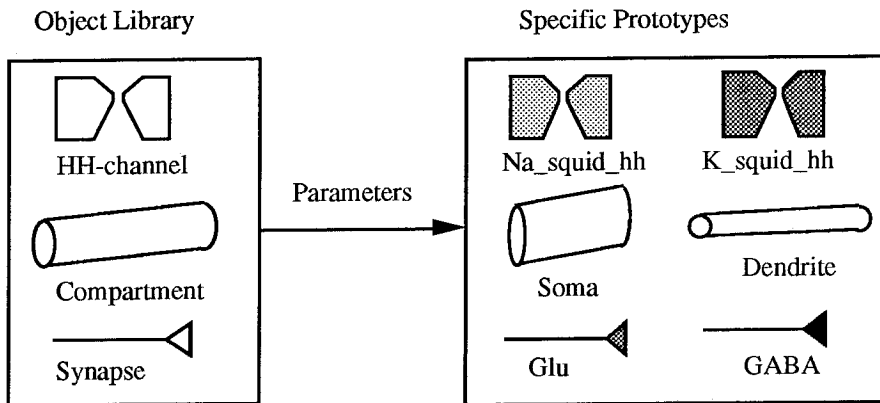 Object Library
Specific Prototypes
HH-channel
Na_squid_hh
K_squid_hh
Parameters
Compartment
Soma
Dendrite
Synapse
Glu
GABA